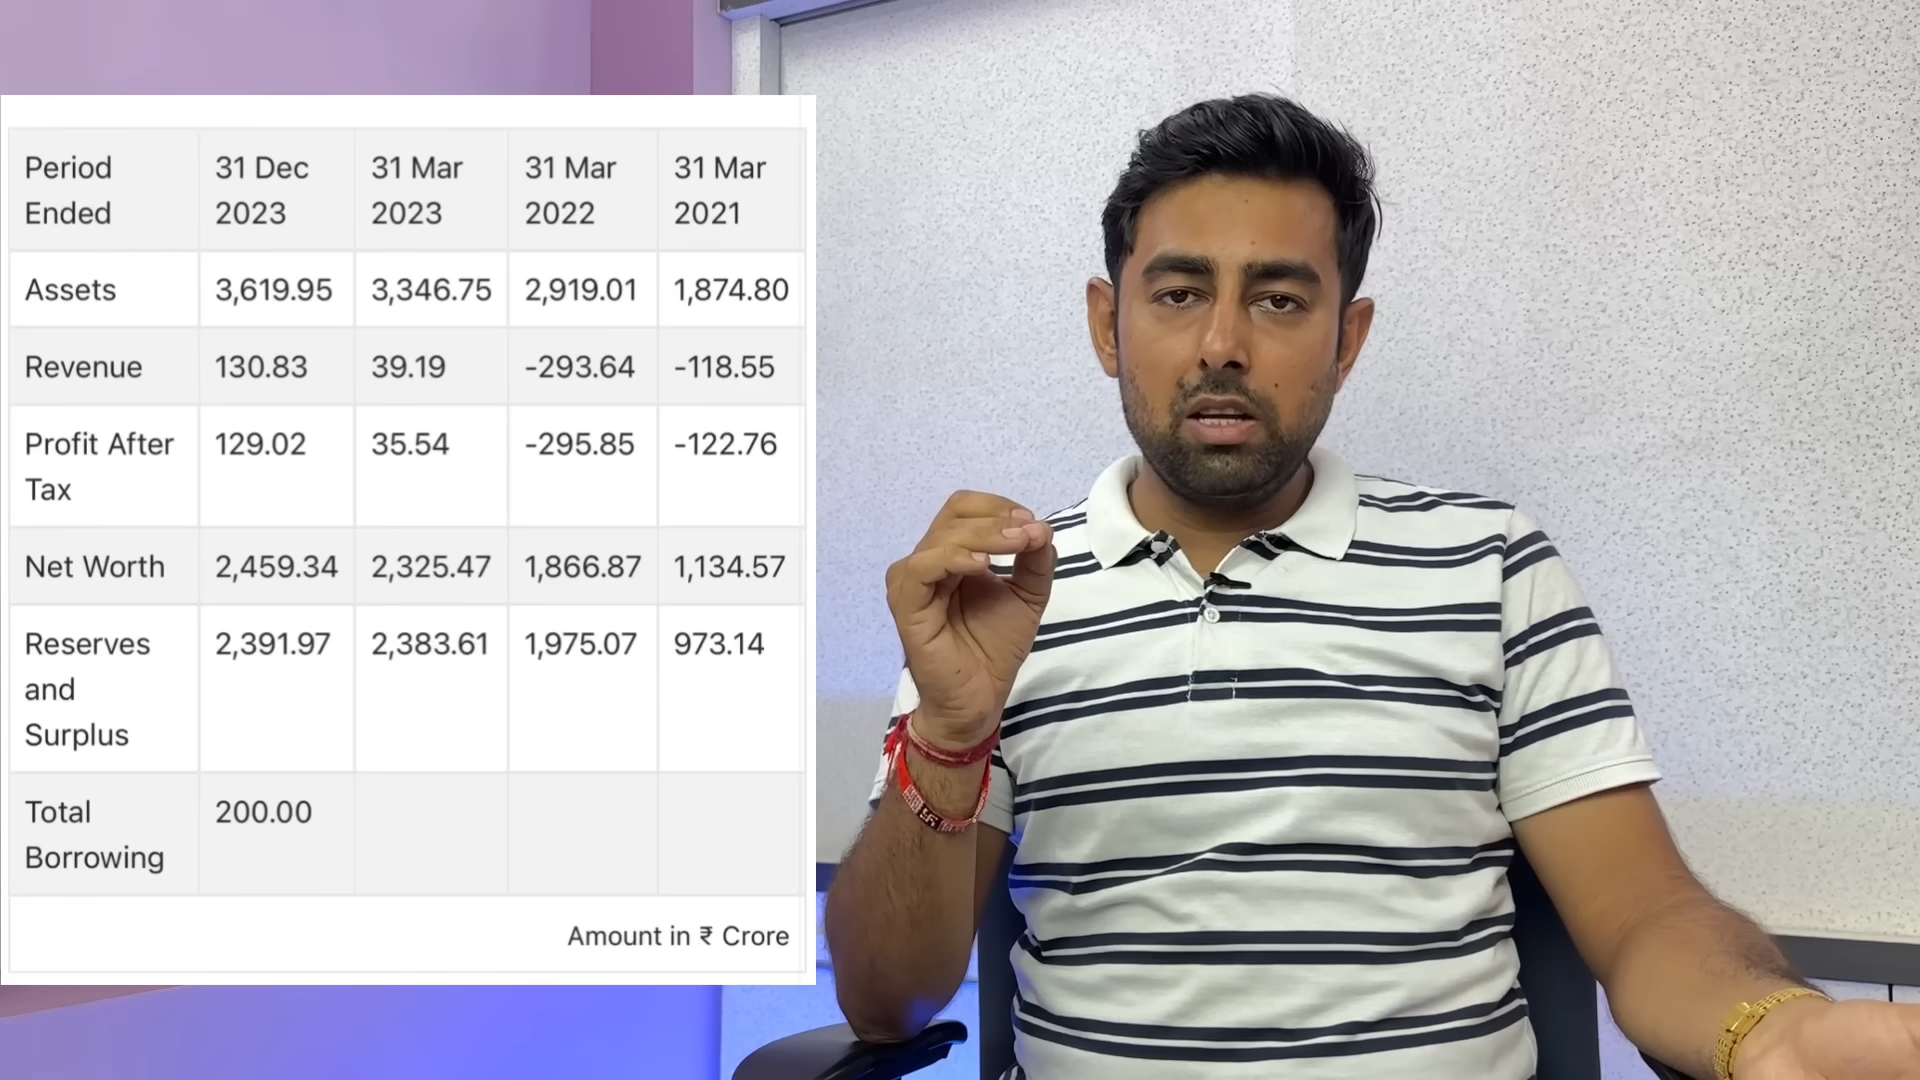 Period Ended 31 Dec 2023 31 Mar 2023 31 Mar 2022 31 Mar 2021
Assets 3,619.95 3,346.75 2,919.01 1,874.80
Revenue 130.83 39.19 -293.64 -118.55
Profit After Tax 129.02 35.54 -295.85 -122.76
Net Worth 2,459.34 2,325.47 1,866.87 1,134.57
Reserves and Surplus 2,391.97 2,383.61 1,975.07 973.14
Total Borrowing 200.00
Amount in ₹ Crore